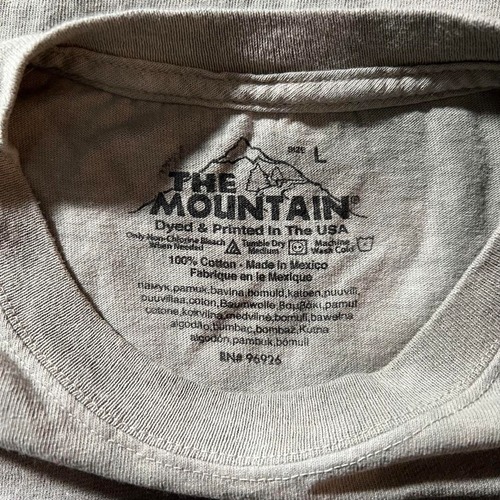 SIZE L
THE
MOUNTAIN®
Dyed & Printed In The USA
Only Non-Chlorine Bleach When Needed Tumble Dry Medium Machine Wash Cold
100% Cotton - Made in Mexico
Fabrique en le Mexique
памук,pamuk,bavlna,bomuld,katoen,puuvill,
puuvillaa,coton,Baumwolle,Βαμβάκι,pamut
cotone,kokvilna,medvilnė,bomull,bawełna
algodão,bumbac,bombaz,Kutna
algodón,pambuk,bómull
RN# 96926